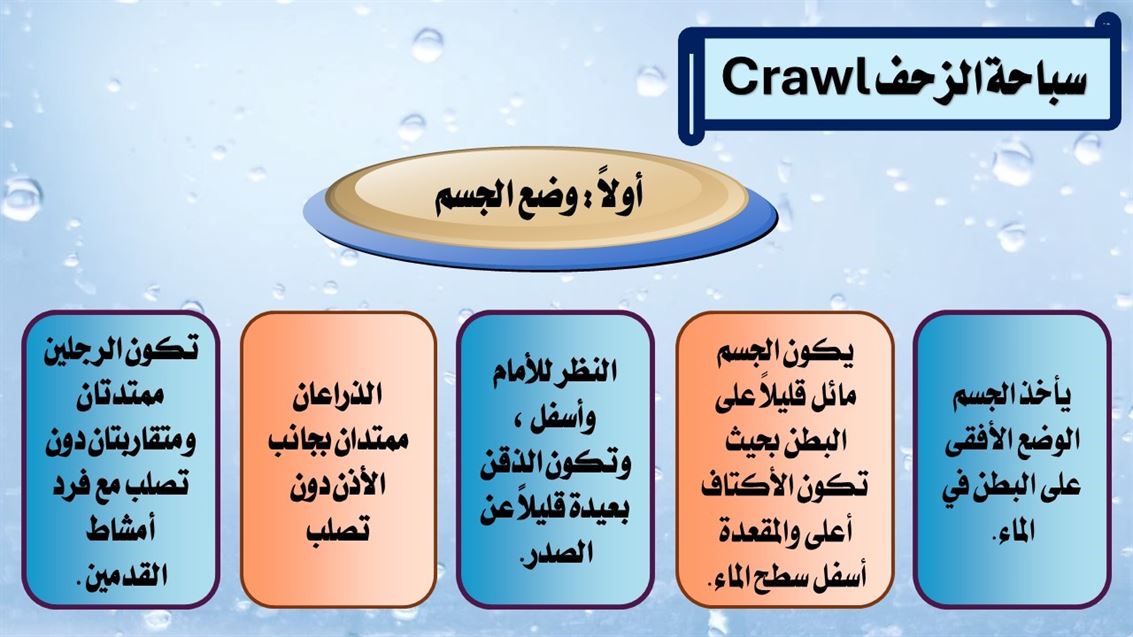 سباحة الزحف Crawl
أولاً : وضع الجسم
يأخذ الجسم
الوضع الأفقى
على البطن في
الماء.
يكون الجسم
مائل قليلاً على
البطن بحيث
تكون الأكتاف
أعلى والمقعدة
أسفل سطح الماء.
النظر للأمام
وأسفل ،
وتكون الذقن
بعيدة قليلاً عن
الصدر.
الذراعان
ممتدان بجانب
الأذن دون
تصلب
تكون الرجلين
ممتدتان
ومتقاربتان دون
تصلب مع فرد
أمشاط
القدمين .